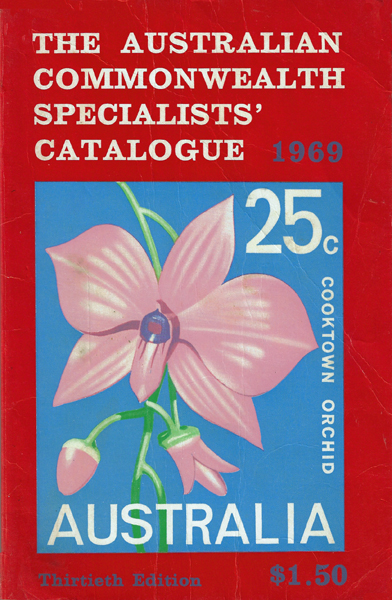 THE AUSTRALIAN
COMMONWEALTH
SPECIALISTS'
CATALOGUE 1969
25c
COOKTOWN ORCHID
AUSTRALIA
Thirtieth Edition $1.50